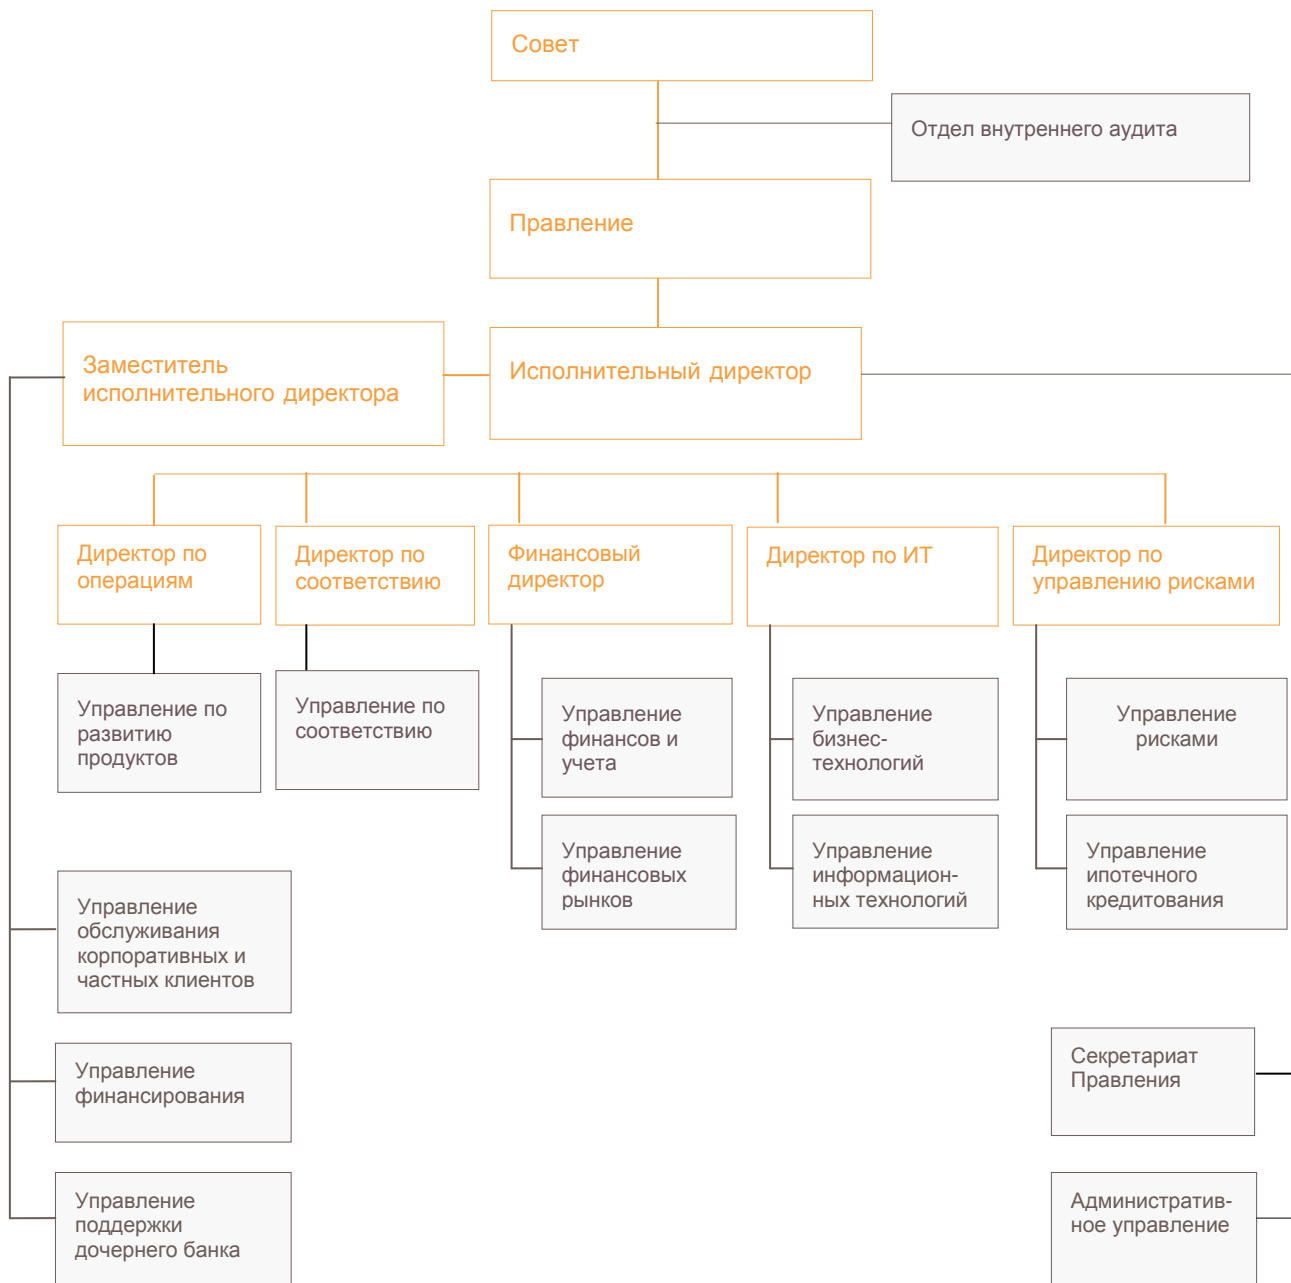 Совет
Отдел внутреннего аудита
Правление
Заместитель
исполнительного директора
Исполнительный директор
Директор по
операциям
Директор по
соответствию
Финансовый
директор
Директор по ИТ
Директор по
управлению рисками
Управление по
развитию
продуктов
Управление по
соответствию
Управление
финансов и
учета
Управление
бизнес-
технологий
Управление
рисками
Управление
финансовых
рынков
Управление
информацион-
ных технологий
Управление
ипотечного
кредитования
Управление
обслуживания
корпоративных и
частных клиентов
Управление
финансирования
Секретариат
Правления
Управление
поддержки
дочернего банка
Административ-
ное управление